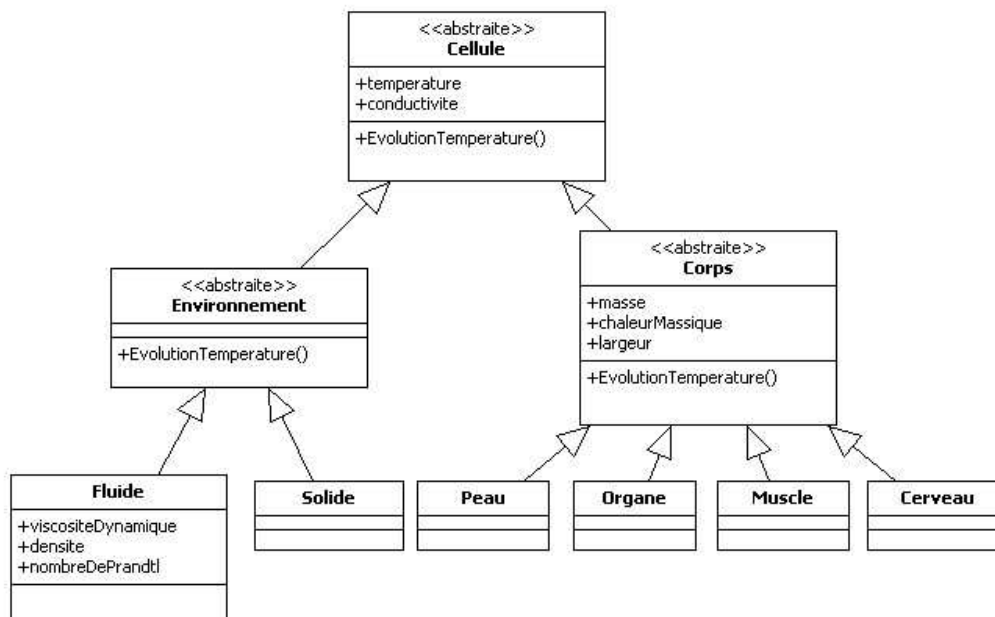 <<abstraite>>
Cellule
+temperature
+conductivite
+EvolutionTemperature()
<<abstraite>>
Environnement
+EvolutionTemperature()
<<abstraite>>
Corps
+masse
+chaleurMassique
+largeur
+EvolutionTemperature()
Fluide
+viscositeDynamique
+densite
+nombreDePrandtl
Solide
Peau
Organe
Muscle
Cerveau